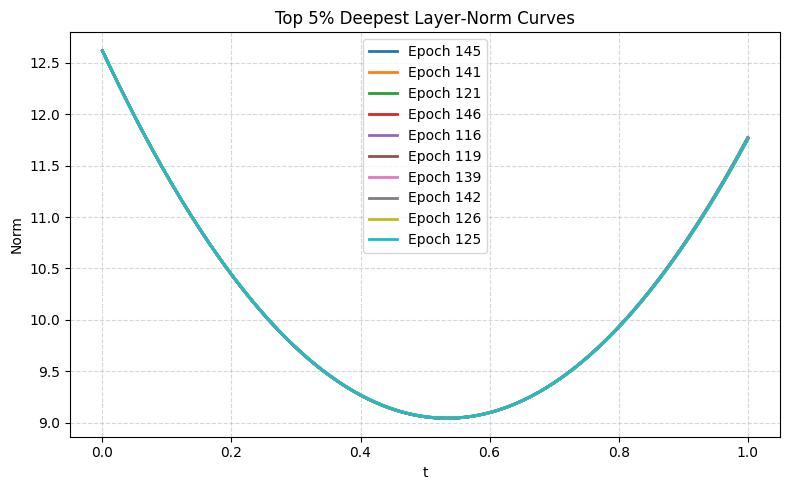 Top 5% Deepest Layer-Norm Curves
Epoch 145
Epoch 141
Epoch 121
Epoch 146
Epoch 116
Epoch 119
Epoch 139
Epoch 142
Epoch 126
Epoch 125
Norm
12.5
12.0
11.5
11.0
10.5
10.0
9.5
9.0
0.0
0.2
0.4
0.6
0.8
1.0
t